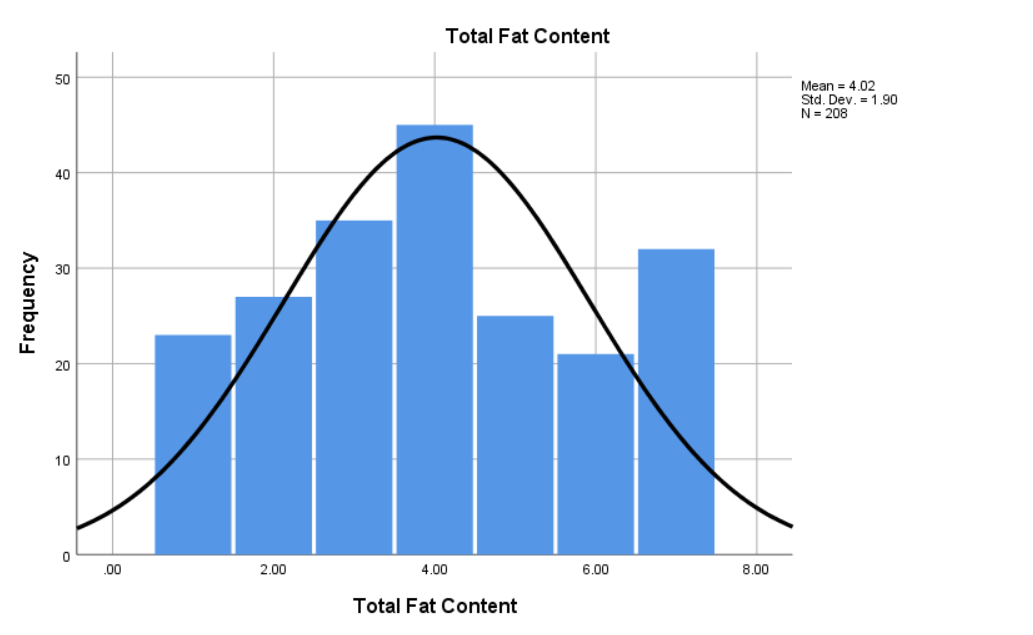 Total Fat Content
Mean = 4.02
Std. Dev. = 1.90
N = 208
Frequency
50
40
30
20
10
0
.00 2.00 4.00 6.00 8.00
Total Fat Content